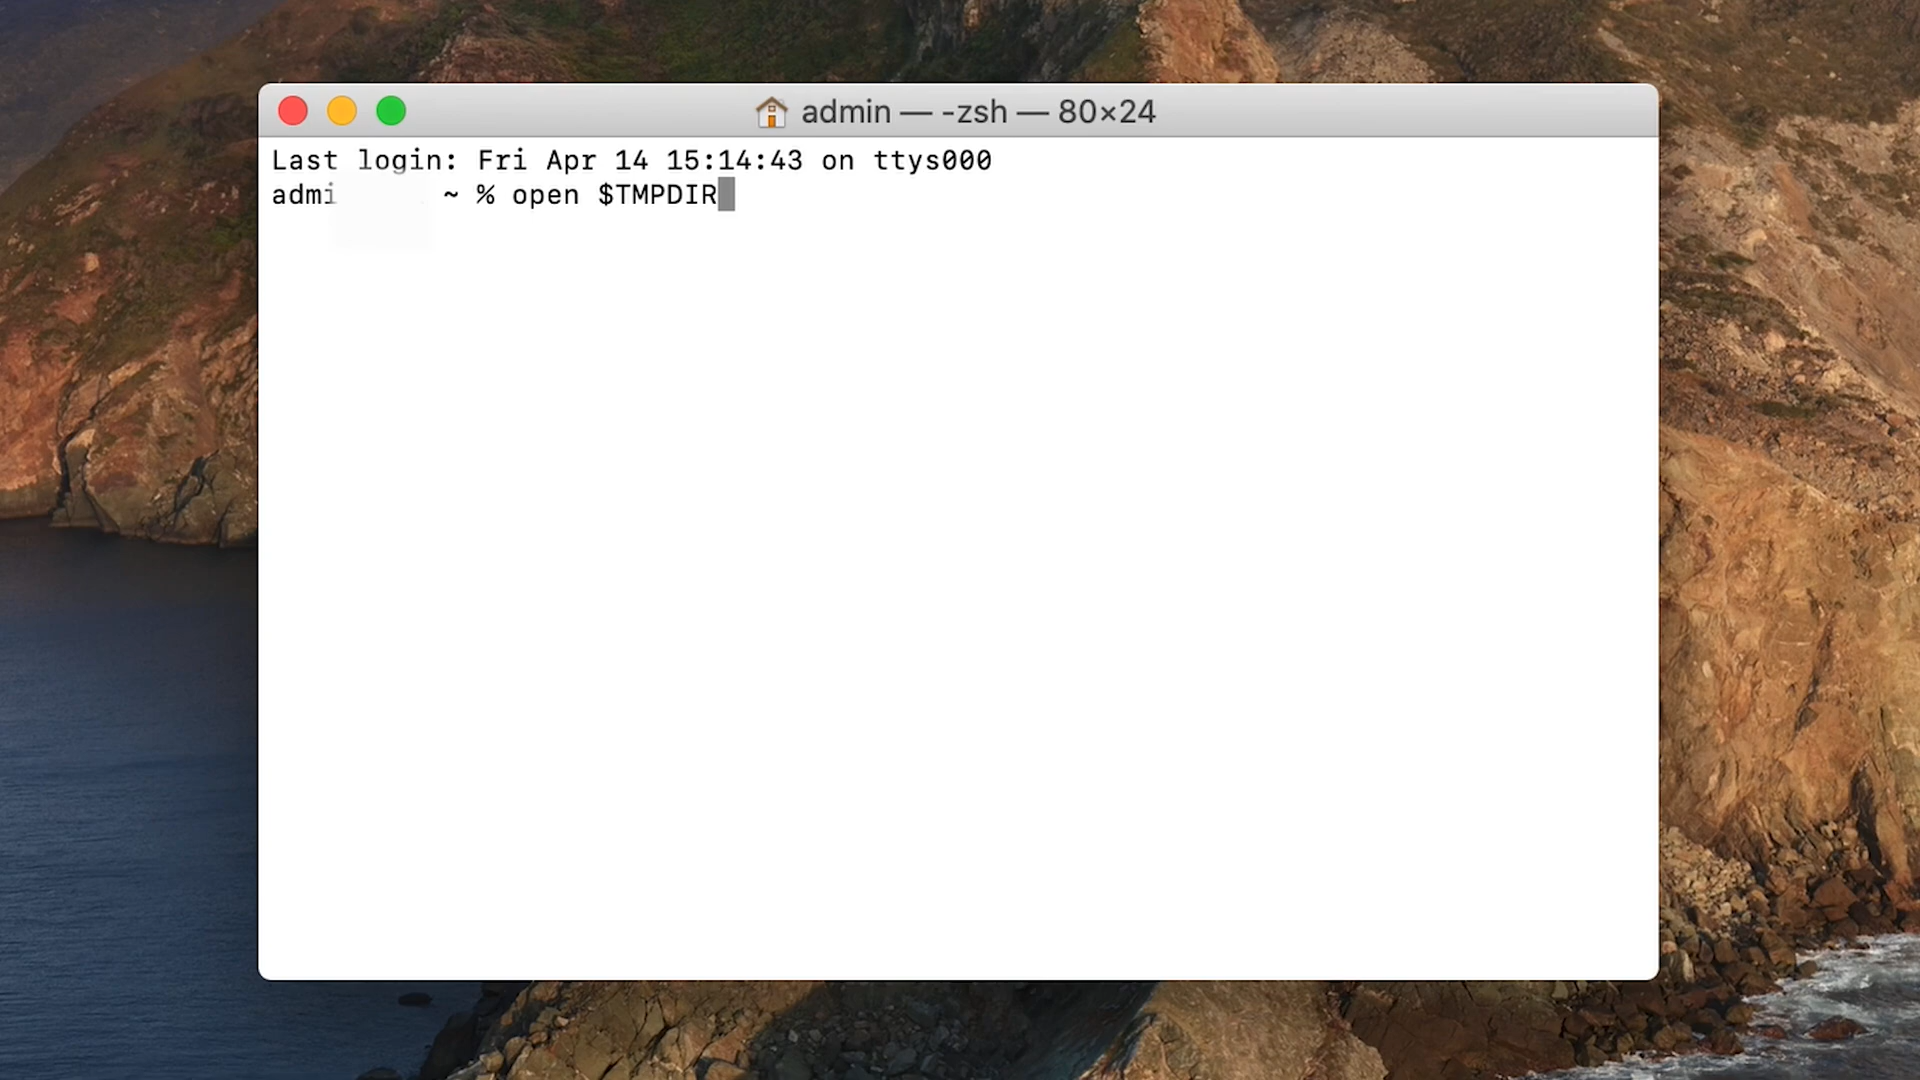 admin — -zsh — 80×24
Last login: Fri Apr 14 15:14:43 on ttys000
admi ~ % open $TMPDIR